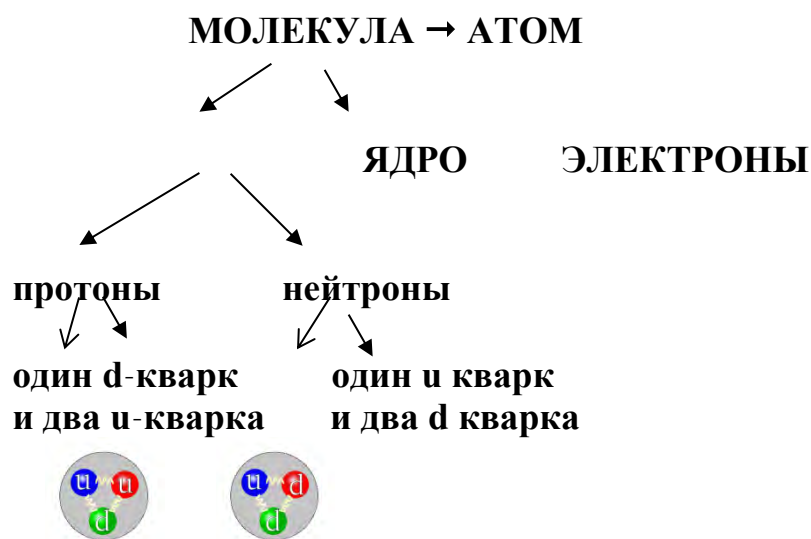 МОЛЕКУЛА → АТОМ
ЯДРО ЭЛЕКТРОНЫ
протоны нейтроны
один d-кварк один u кварк
и два u-кварка и два d кварка
u u u d
d d